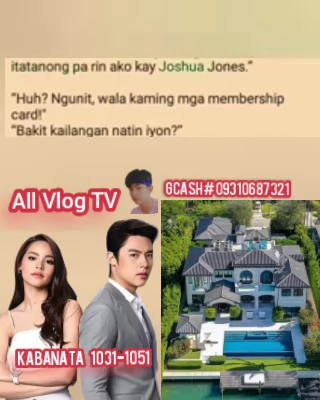 itatanong pa rin ako kay Joshua Jones."
"Huh? Ngunit, wala kaming mga membership
card!"
"Bakit kailangan natin iyon?"
All Vlog TV
GCASH# 09310687321
KABANATA 1031-1051